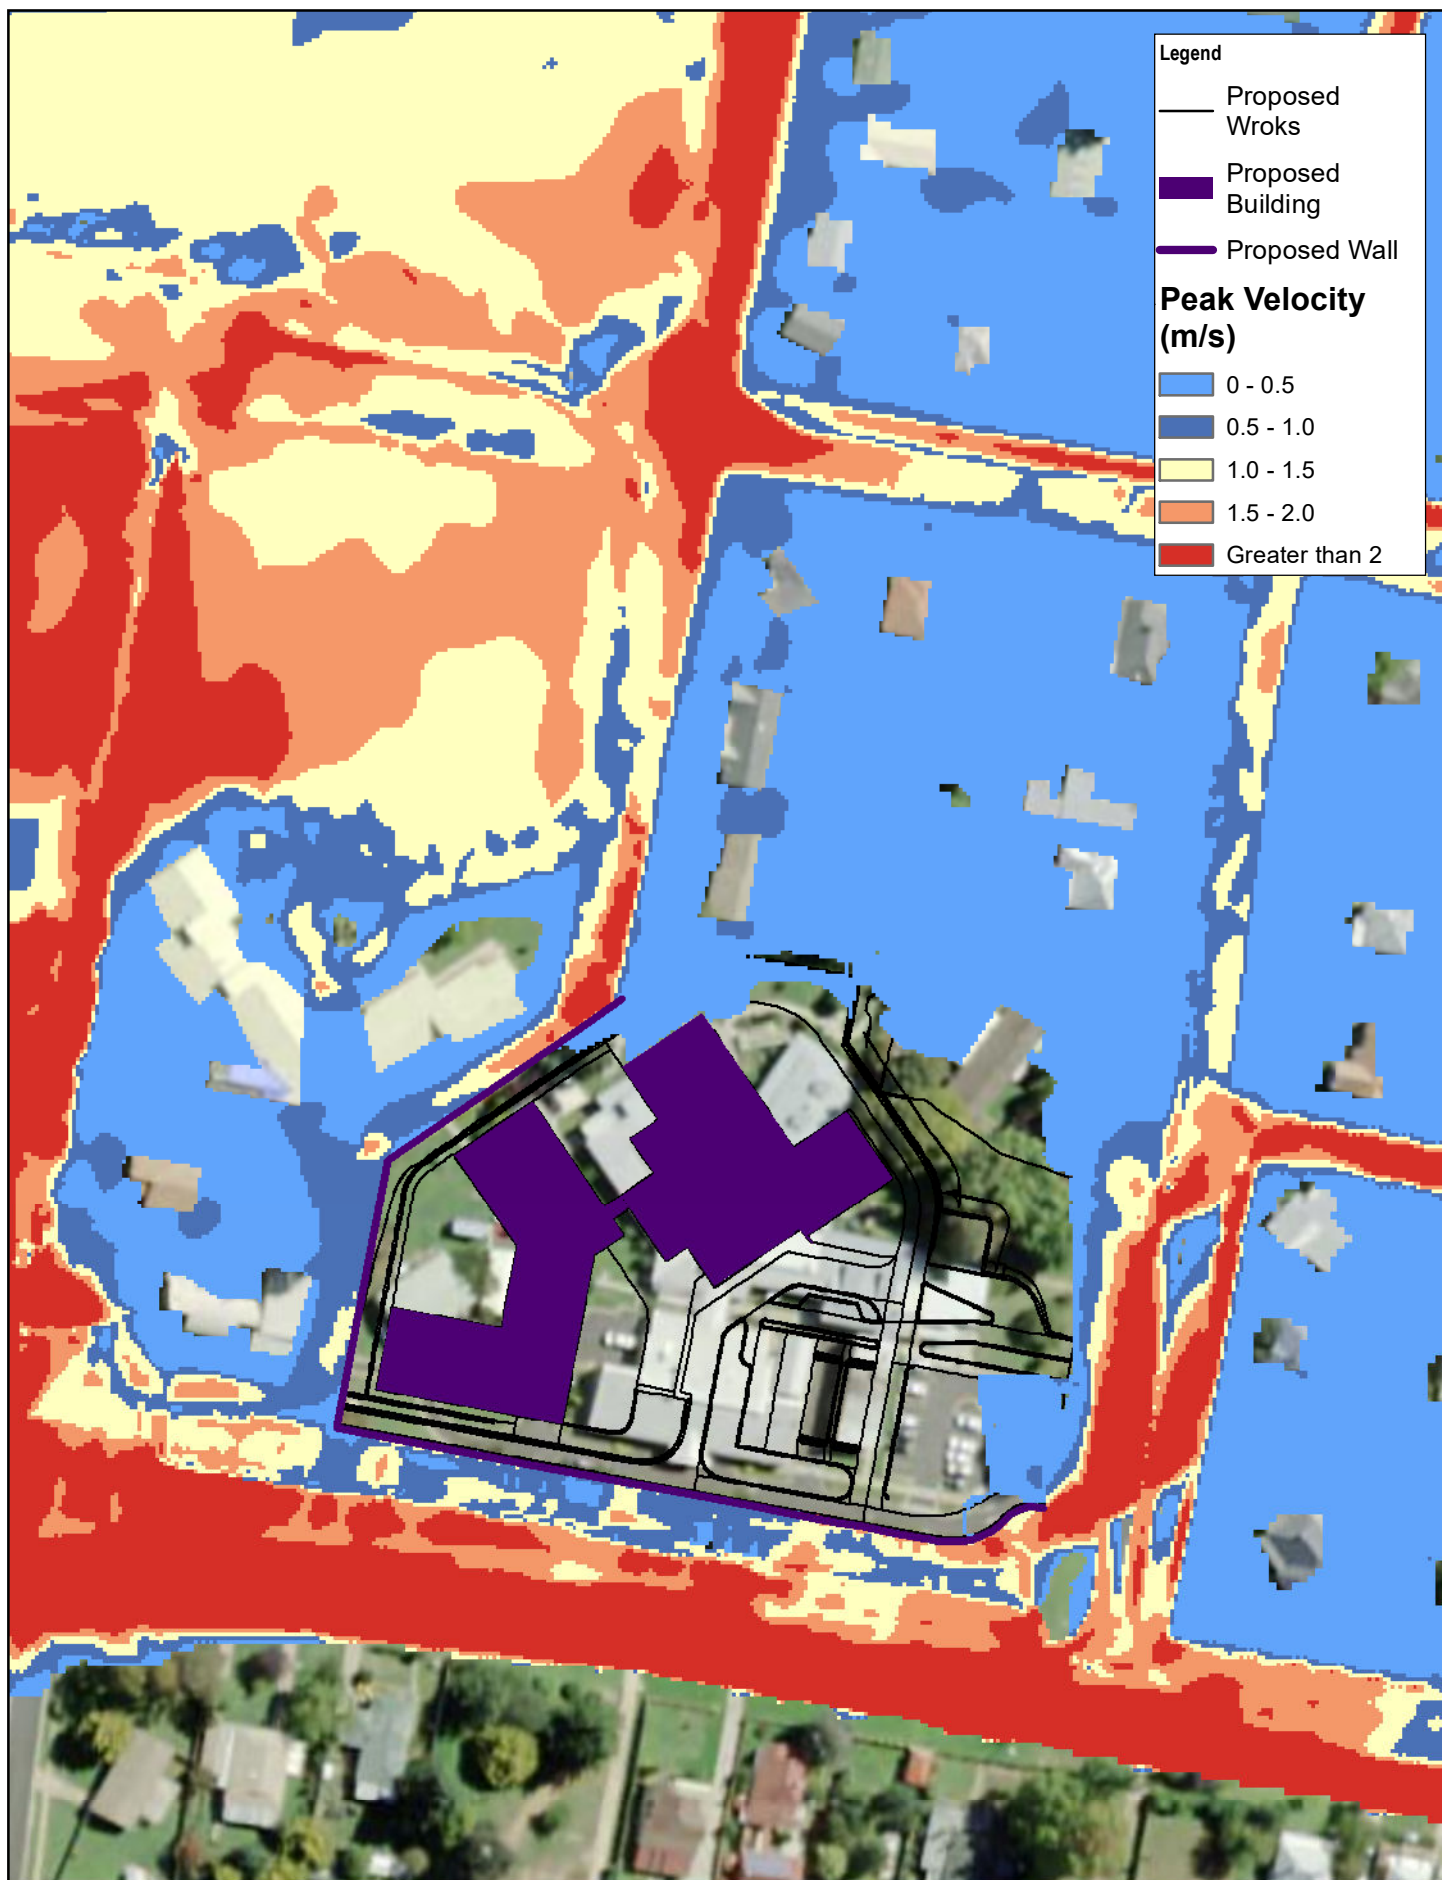 Legend
Proposed
Wroks
Proposed
Building
Proposed Wall
Peak Velocity
(m/s)
0 - 0.5
0.5 - 1.0
1.0 - 1.5
1.5 - 2.0
Greater than 2